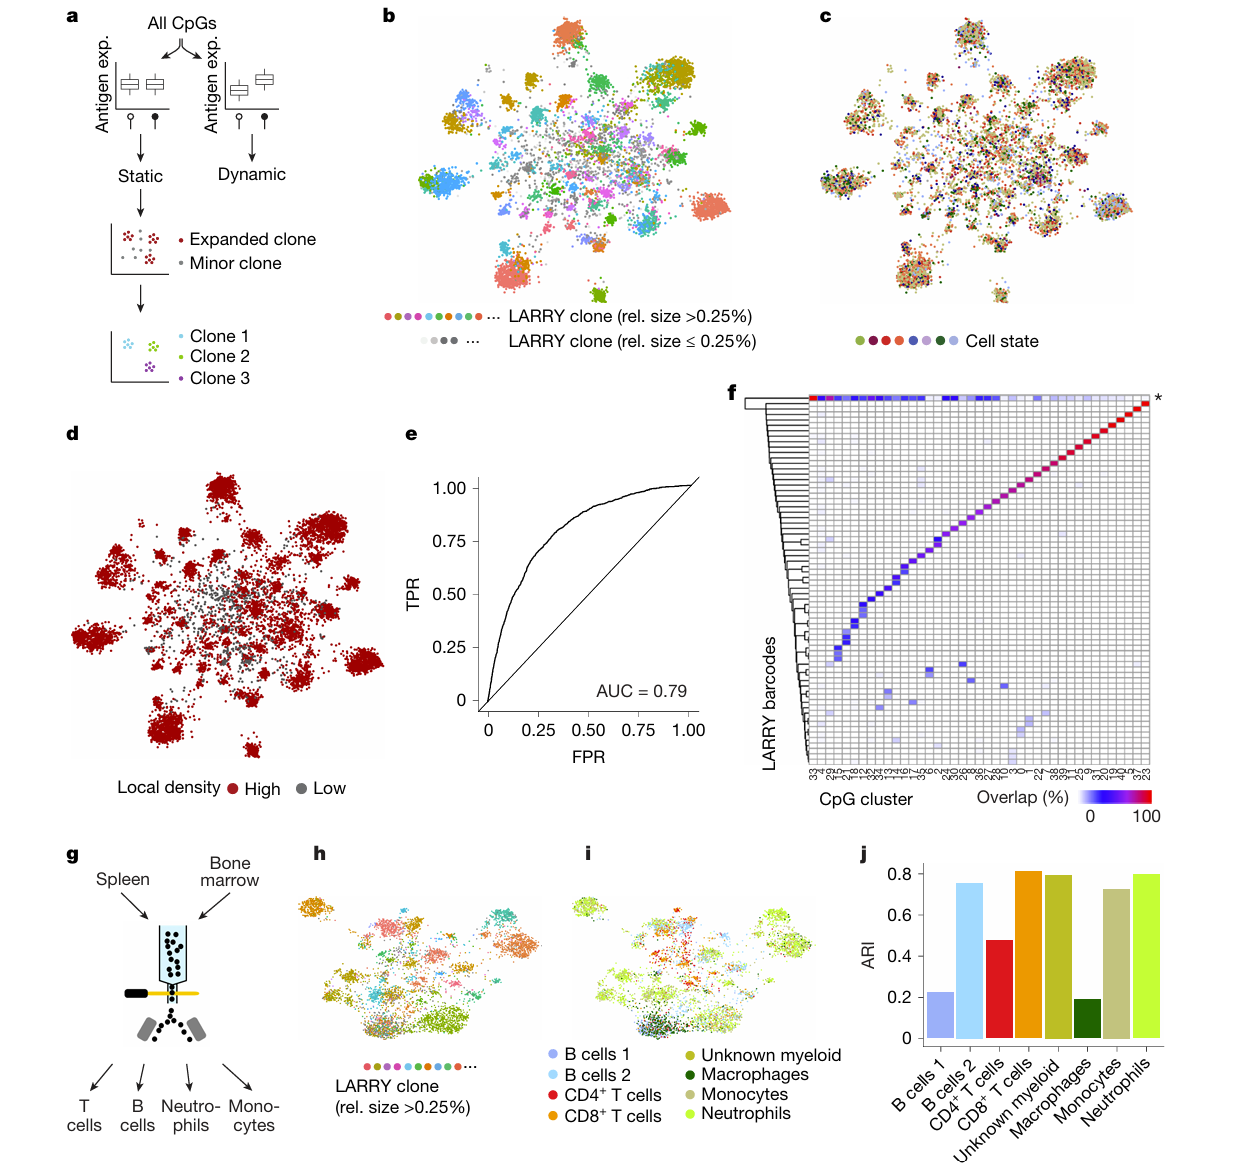 a
All CpGs
Antigen exp.
Antigen exp.
Static
Dynamic
Expanded clone
Minor clone
Clone 1
Clone 2
Clone 3
b
... LARRY clone (rel. size >0.25%)
... LARRY clone (rel. size ≤ 0.25%)
c
Cell state
d
Local density High Low
e
TPR
1.00
0.75
0.50
0.25
0
AUC = 0.79
0 0.25 0.50 0.75 1.00
FPR
f
*
LARRY barcodes
CpG cluster
Overlap (%)
0 100
g
Spleen
Bone
marrow
T
cells
B
cells
Neutro-
phils
Mono-
cytes
h
...
LARRY clone
(rel. size >0.25%)
i
B cells 1
B cells 2
CD4⁺ T cells
CD8⁺ T cells
Unknown myeloid
Macrophages
Monocytes
Neutrophils
j
ARI
0.8
0.6
0.4
0.2
0
B cells 1
B cells 2
CD4⁺ T cells
CD8⁺ T cells
Unknown myeloid
Macrophages
Monocytes
Neutrophils